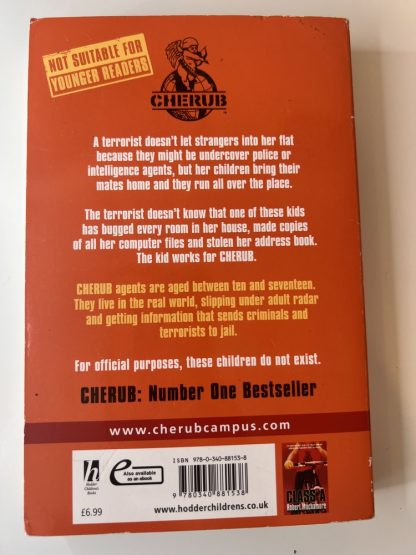 NOT SUITABLE FOR
YOUNGER READERS
CHERUB
A terrorist doesn't let strangers into her flat
because they might be undercover police or
intelligence agents, but her children bring their
mates home and they run all over the place.
The terrorist doesn't know that one of these kids
has bugged every room in her house, made copies
of all her computer files and stolen her address book.
The kid works for CHERUB.
CHERUB agents are aged between ten and seventeen.
They live in the real world, slipping under adult radar
and getting information that sends criminals and
terrorists to jail.
For official purposes, these children do not exist.
CHERUB: Number One Bestseller
www.cherubcampus.com
h
Hodder
Children's
Books
£6.99
e
Also available
as an ebook
ISBN 978-0-340-88153-8
9 780340 881538
www.hodderchildrens.co.uk
CLASS A
Robert Muchamore